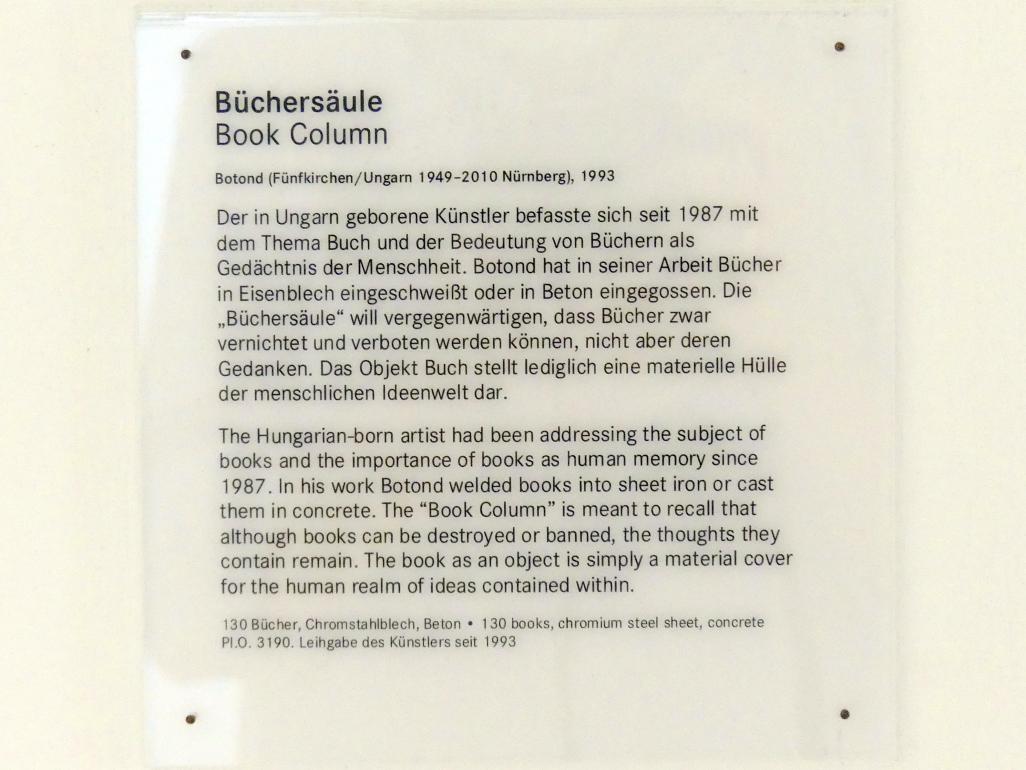 Büchersäule
Book Column
Botond (Fünfkirchen/Ungarn 1949–2010 Nürnberg), 1993
Der in Ungarn geborene Künstler befasste sich seit 1987 mit
dem Thema Buch und der Bedeutung von Büchern als
Gedächtnis der Menschheit. Botond hat in seiner Arbeit Bücher
in Eisenblech eingeschweißt oder in Beton eingegossen. Die
„Büchersäule“ will vergegenwärtigen, dass Bücher zwar
vernichtet und verboten werden können, nicht aber deren
Gedanken. Das Objekt Buch stellt lediglich eine materielle Hülle
der menschlichen Ideenwelt dar.
The Hungarian-born artist had been addressing the subject of
books and the importance of books as human memory since
1987. In his work Botond welded books into sheet iron or cast
them in concrete. The “Book Column” is meant to recall that
although books can be destroyed or banned, the thoughts they
contain remain. The book as an object is simply a material cover
for the human realm of ideas contained within.
130 Bücher, Chromstahlblech, Beton • 130 books, chromium steel sheet, concrete
Pl.O. 3190. Leihgabe des Künstlers seit 1993